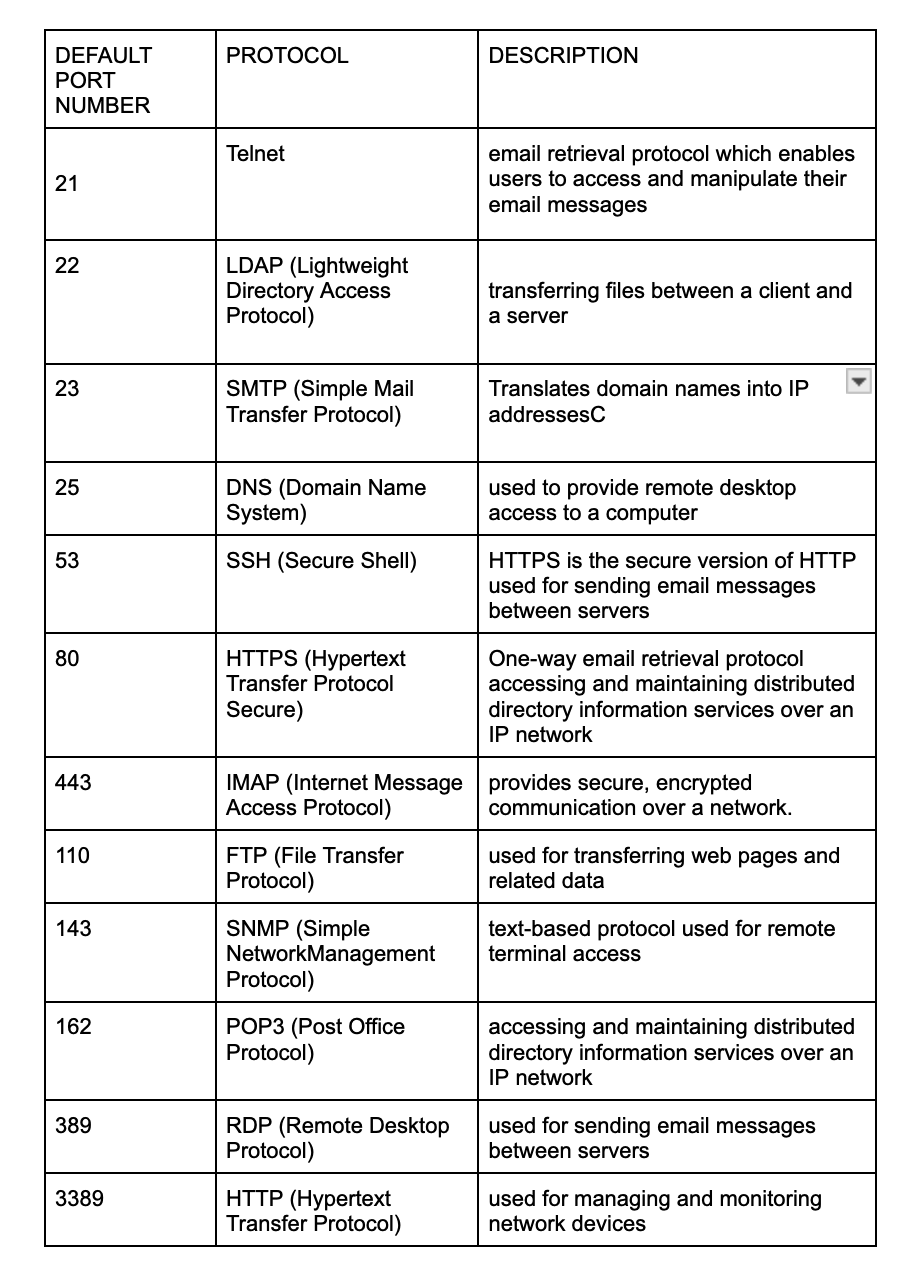 DEFAULT
PORT
NUMBER
PROTOCOL
DESCRIPTION
21
Telnet
email retrieval protocol which enables
users to access and manipulate their
email messages
22
LDAP (Lightweight
Directory Access
Protocol)
transferring files between a client and
a server
23
SMTP (Simple Mail
Transfer Protocol)
Translates domain names into IP
addressesC
25
DNS (Domain Name
System)
used to provide remote desktop
access to a computer
53
SSH (Secure Shell)
HTTPS is the secure version of HTTP
used for sending email messages
between servers
80
HTTPS (Hypertext
Transfer Protocol
Secure)
One-way email retrieval protocol
accessing and maintaining distributed
directory information services over an
IP network
443
IMAP (Internet Message
Access Protocol)
provides secure, encrypted
communication over a network.
110
FTP (File Transfer
Protocol)
used for transferring web pages and
related data
143
SNMP (Simple
NetworkManagement
Protocol)
text-based protocol used for remote
terminal access
162
POP3 (Post Office
Protocol)
accessing and maintaining distributed
directory information services over an
IP network
389
RDP (Remote Desktop
Protocol)
used for sending email messages
between servers
3389
HTTP (Hypertext
Transfer Protocol)
used for managing and monitoring
network devices